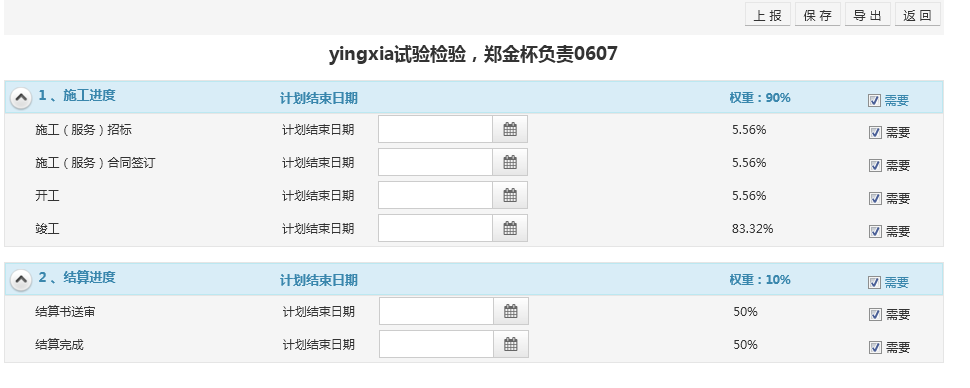 上 报 保 存 导 出 返 回
yingxia试验检验，郑金杯负责0607
1 、施工进度 计划结束日期 权重：90% 需要
施工（服务）招标 计划结束日期 5.56% 需要
施工（服务）合同签订 计划结束日期 5.56% 需要
开工 计划结束日期 5.56% 需要
竣工 计划结束日期 83.32% 需要
2 、结算进度 计划结束日期 权重：10% 需要
结算书送审 计划结束日期 50% 需要
结算完成 计划结束日期 50% 需要